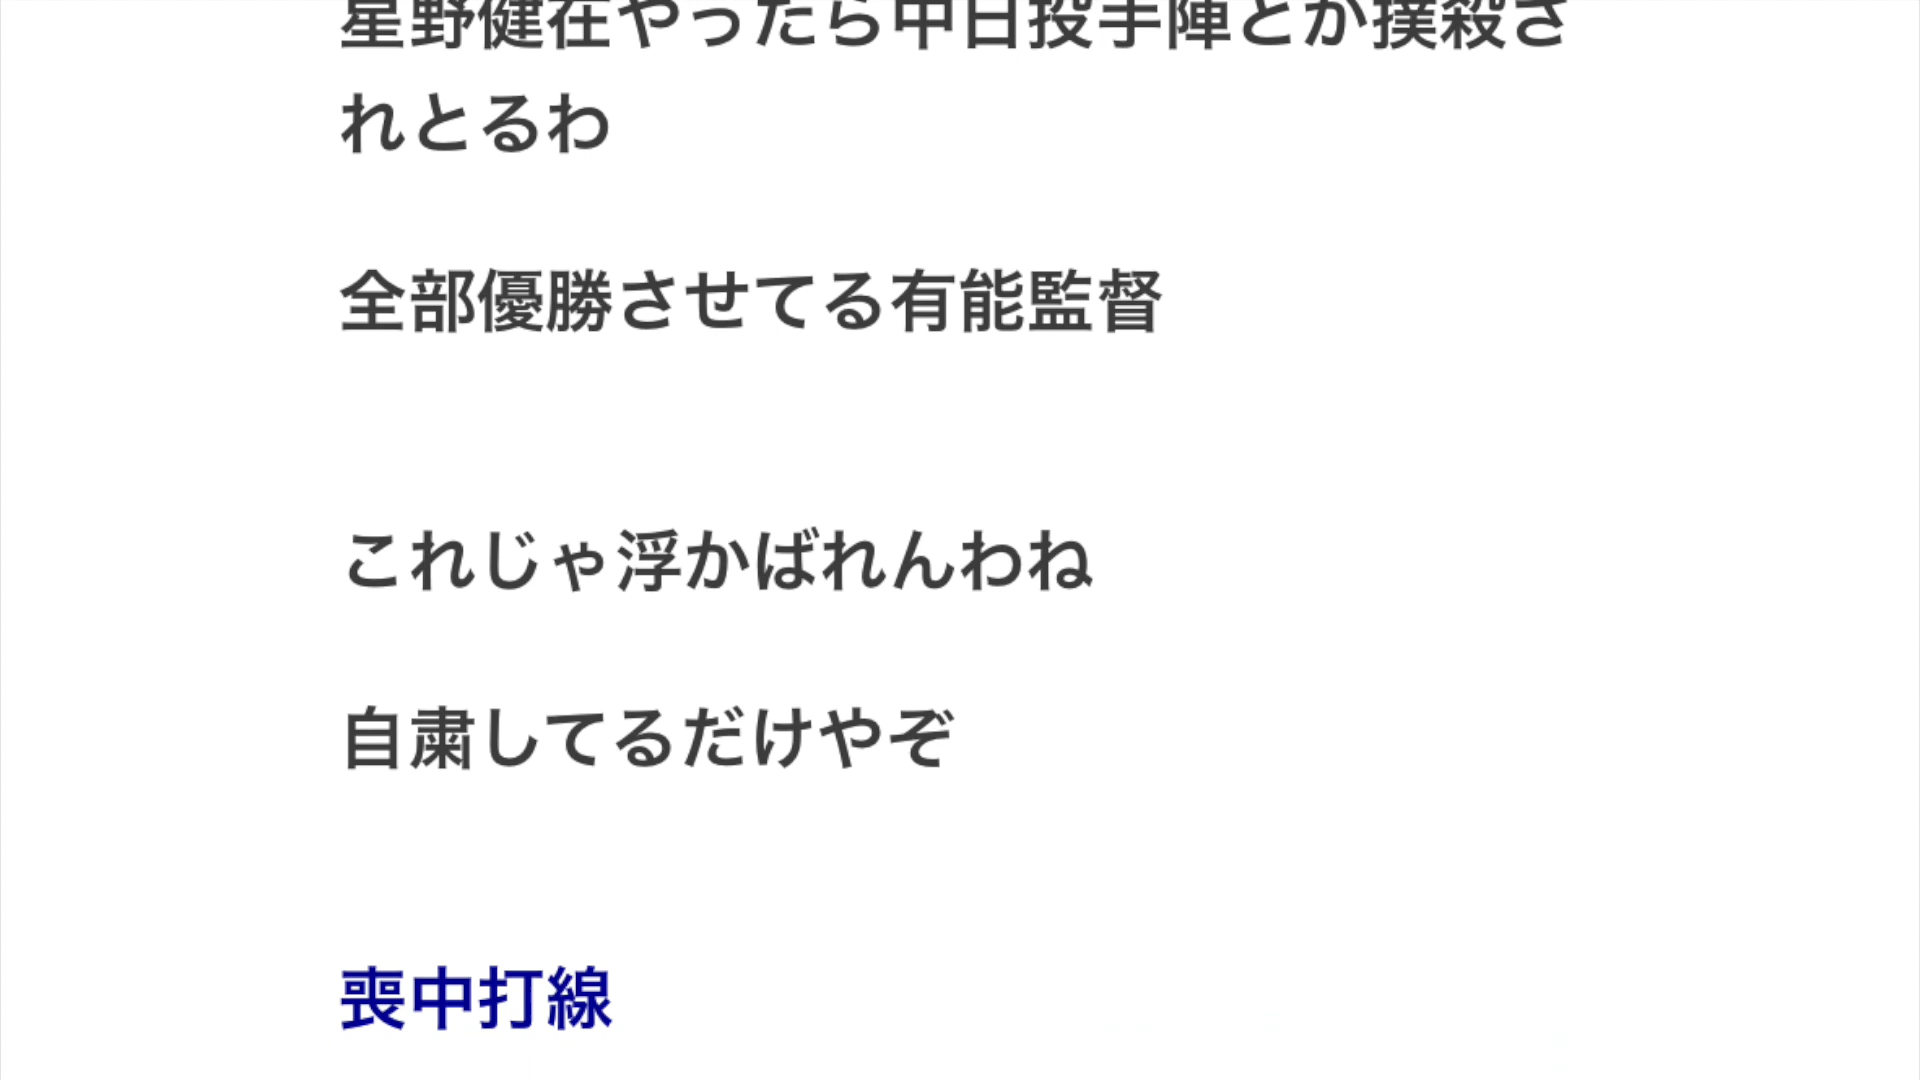 星野健在やったら中日投手陣とか撲殺さ
れとるわ
全部優勝させてる有能監督
これじゃ浮かばれんわね
自粛してるだけやぞ
喪中打線